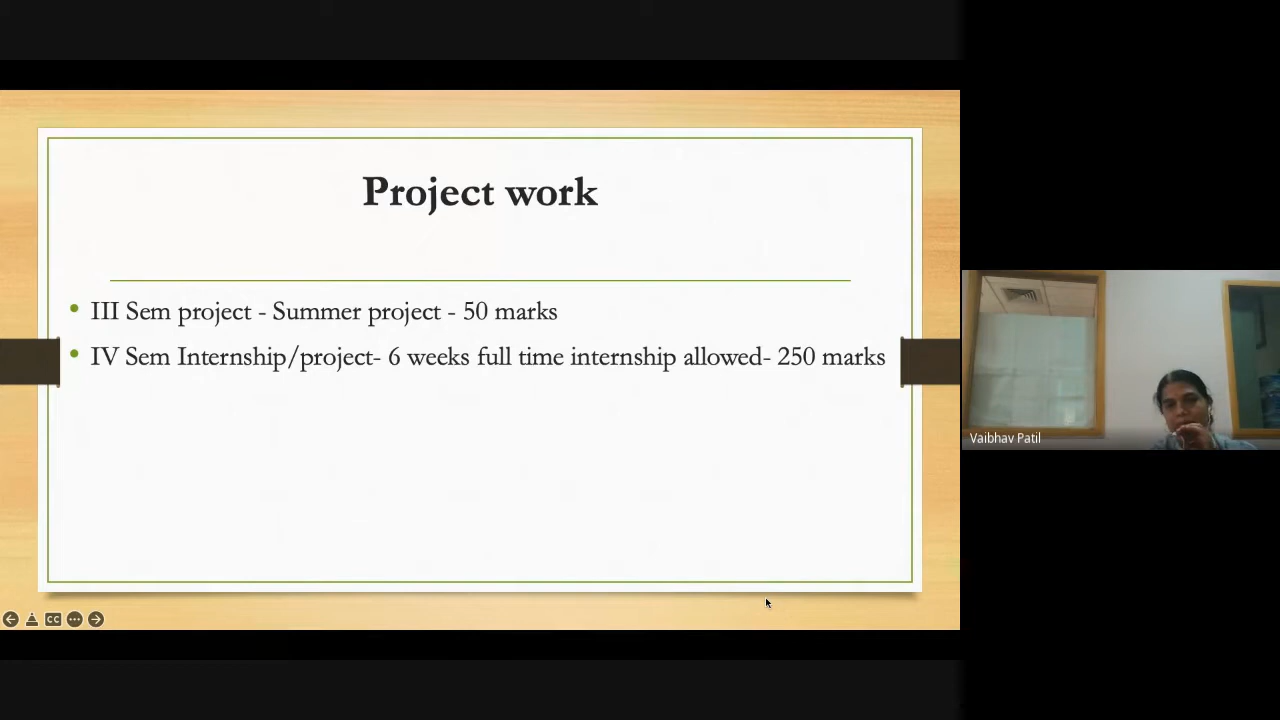 Project work
III Sem project - Summer project - 50 marks
IV Sem Internship/project- 6 weeks full time internship allowed- 250 marks
Vaibhav Patil
CC